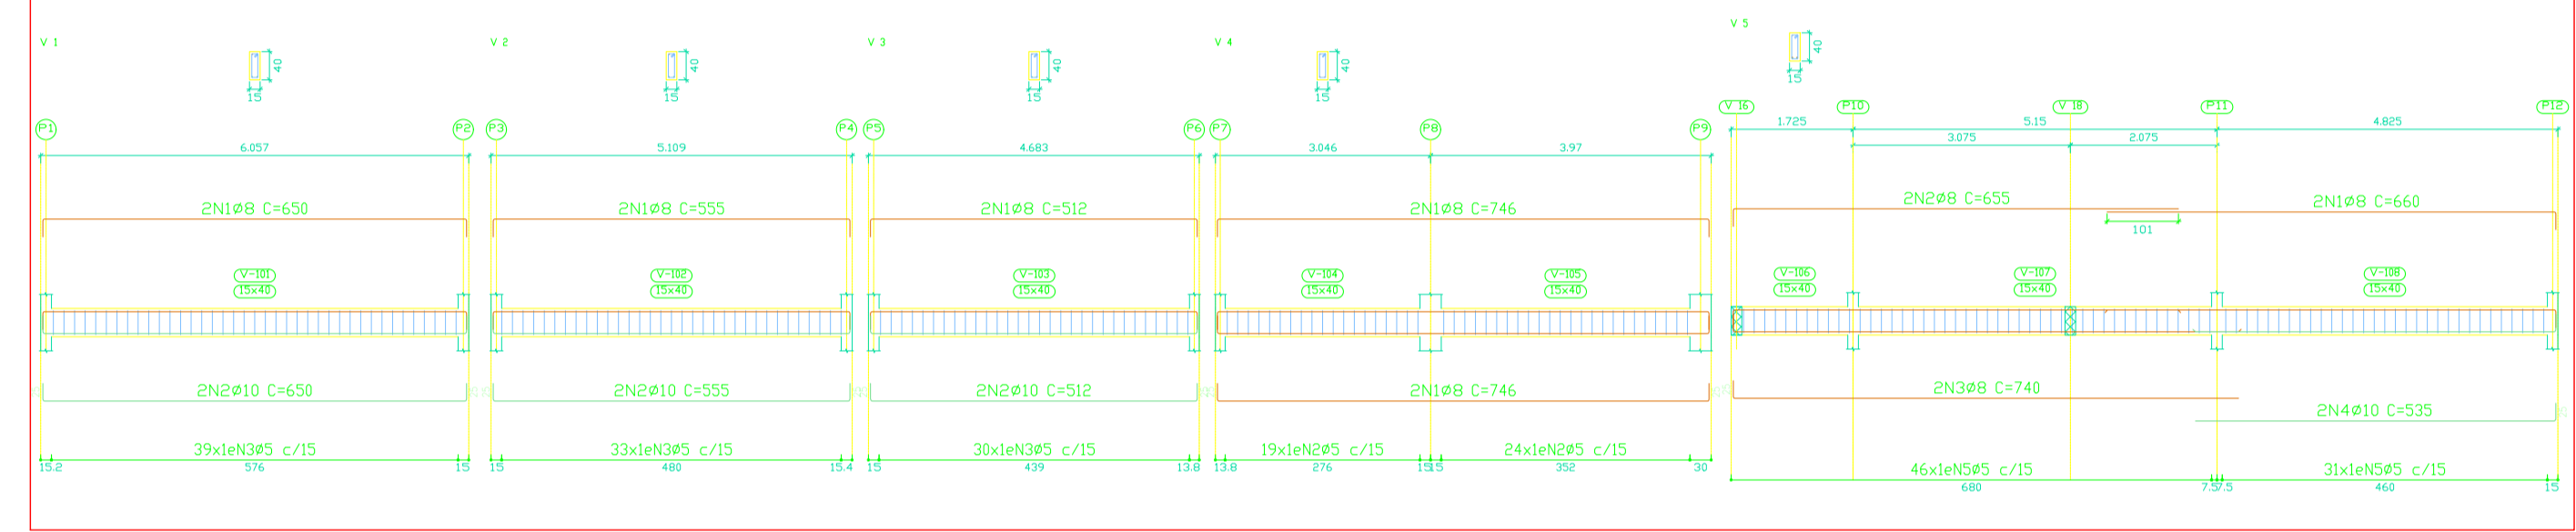 V 1
40
15
P1
P2
6.057
2N1Ø8 C=650
V-101
15x40
2N2Ø10 C=650
39x1eN3Ø5 c/15
15.2
576
15
V 2
40
15
P3
P4
5.109
2N1Ø8 C=555
V-102
15x40
2N2Ø10 C=555
33x1eN3Ø5 c/15
15
480
15.4
V 3
40
15
P5
P6
4.683
2N1Ø8 C=512
V-103
15x40
2N2Ø10 C=512
30x1eN3Ø5 c/15
15
439
13.8
V 4
40
15
P7
P8
P9
3.046
3.97
2N1Ø8 C=746
V-104
15x40
V-105
15x40
2N1Ø8 C=746
19x1eN2Ø5 c/15
24x1eN2Ø5 c/15
13.8
276
15
15
352
30
V 5
40
15
V 16
P10
V 18
P11
P12
1.725
5.15
4.825
3.075
2.075
2N2Ø8 C=655
2N1Ø8 C=660
101
V-106
15x40
V-107
15x40
V-108
15x40
2N3Ø8 C=740
2N4Ø10 C=535
46x1eN5Ø5 c/15
31x1eN5Ø5 c/15
680
7.5
7.5
460
15